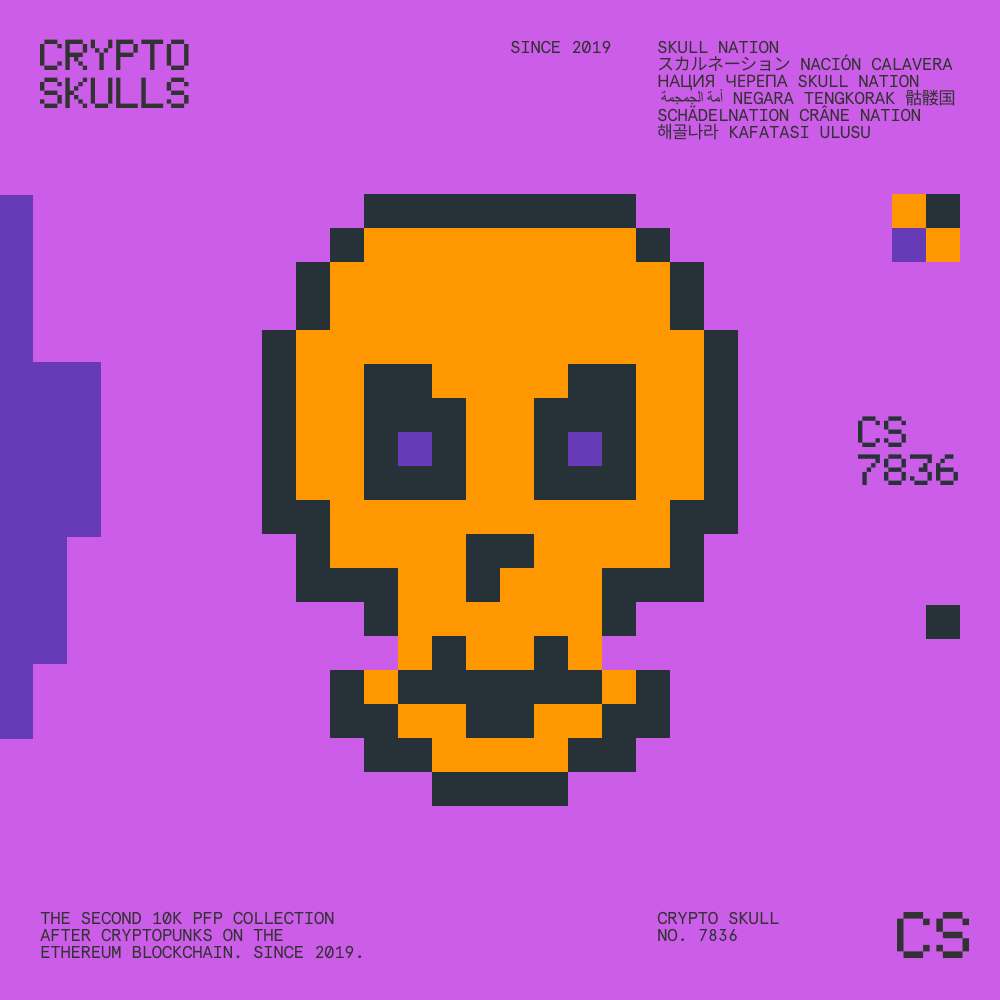 CRYPTO
SKULLS
SINCE 2019
SKULL NATION
スカルネーション NACIÓN CALAVERA
НАЦИЯ ЧЕРЕПА SKULL NATION
أمة الجمجمة NEGARA TENGKORAK 骷髅国
SCHÄDELNATION CRÂNE NATION
해골나라 KAFATASI ULUSU
CS
7836
THE SECOND 10K PFP COLLECTION
AFTER CRYPTOPUNKS ON THE
ETHEREUM BLOCKCHAIN. SINCE 2019.
CRYPTO SKULL
NO. 7836
CS